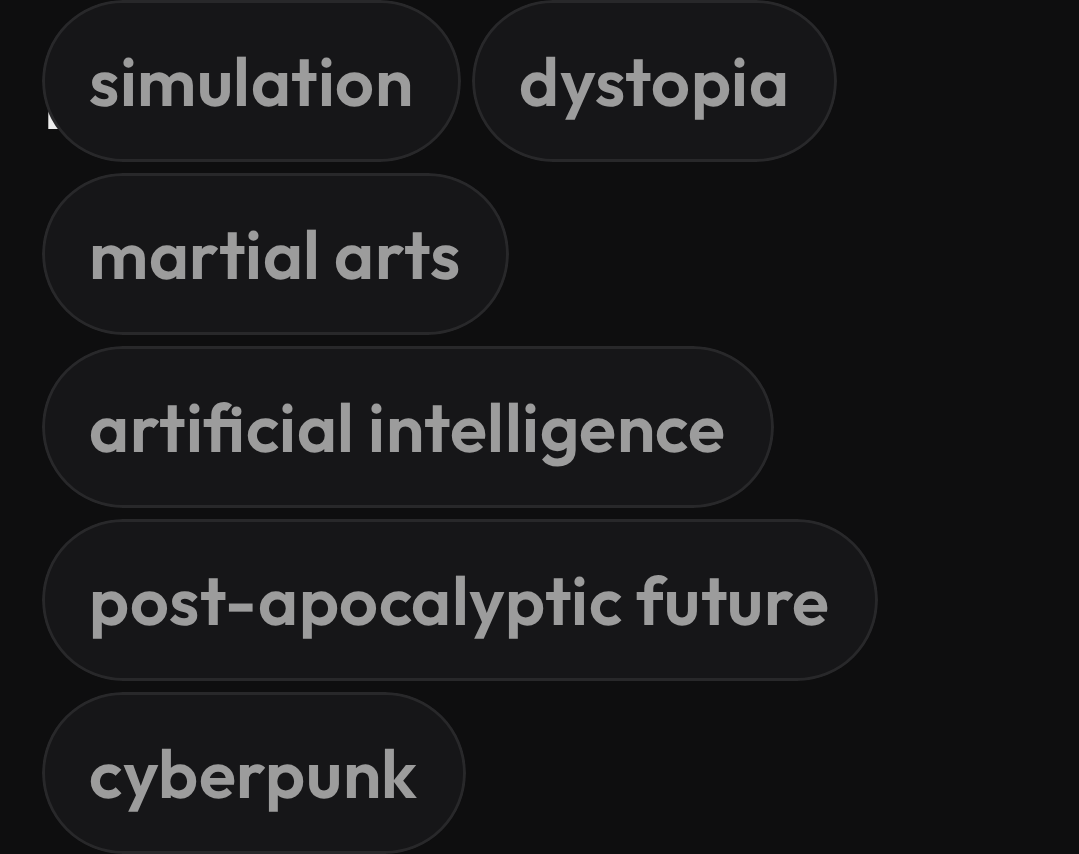 simulation dystopia
martial arts
artificial intelligence
post-apocalyptic future
cyberpunk